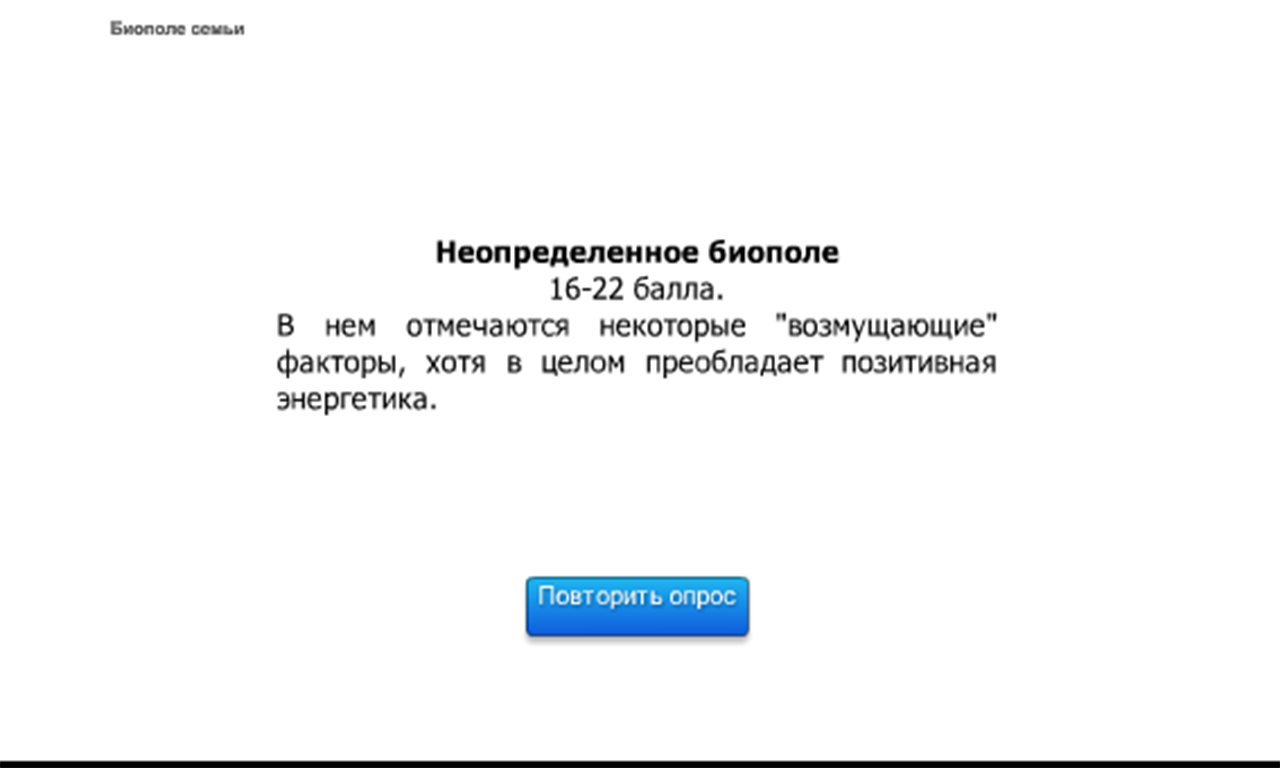 Биополе семьи
Неопределенное биополе
16-22 балла.
В нем отмечаются некоторые "возмущающие"
факторы, хотя в целом преобладает позитивная
энергетика.
Повторить опрос